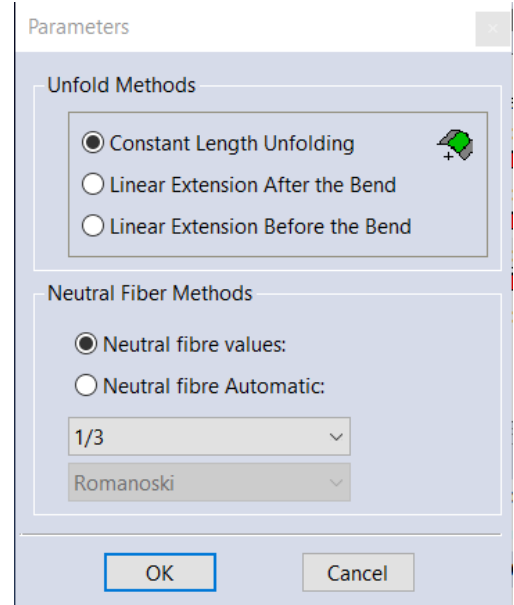 Parameters
Unfold Methods
Constant Length Unfolding
Linear Extension After the Bend
Linear Extension Before the Bend
Neutral Fiber Methods
Neutral fibre values:
Neutral fibre Automatic:
1/3
Romanoski
OK
Cancel